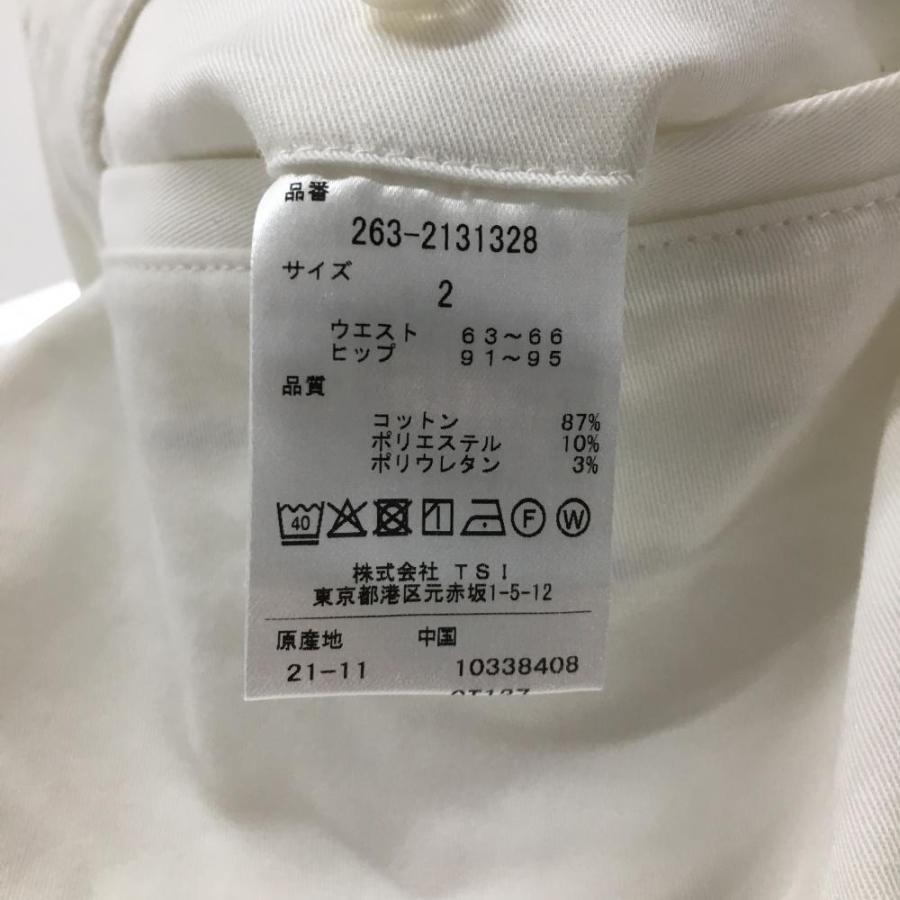 品番
263-2131328
サイズ
2
ウエスト 63〜66
ヒップ 91〜95
品質
コットン 87%
ポリエステル 10%
ポリウレタン 3%
40 F W
株式会社 TSI
東京都港区元赤坂1-5-12
原産地 中国
21-11 10338408